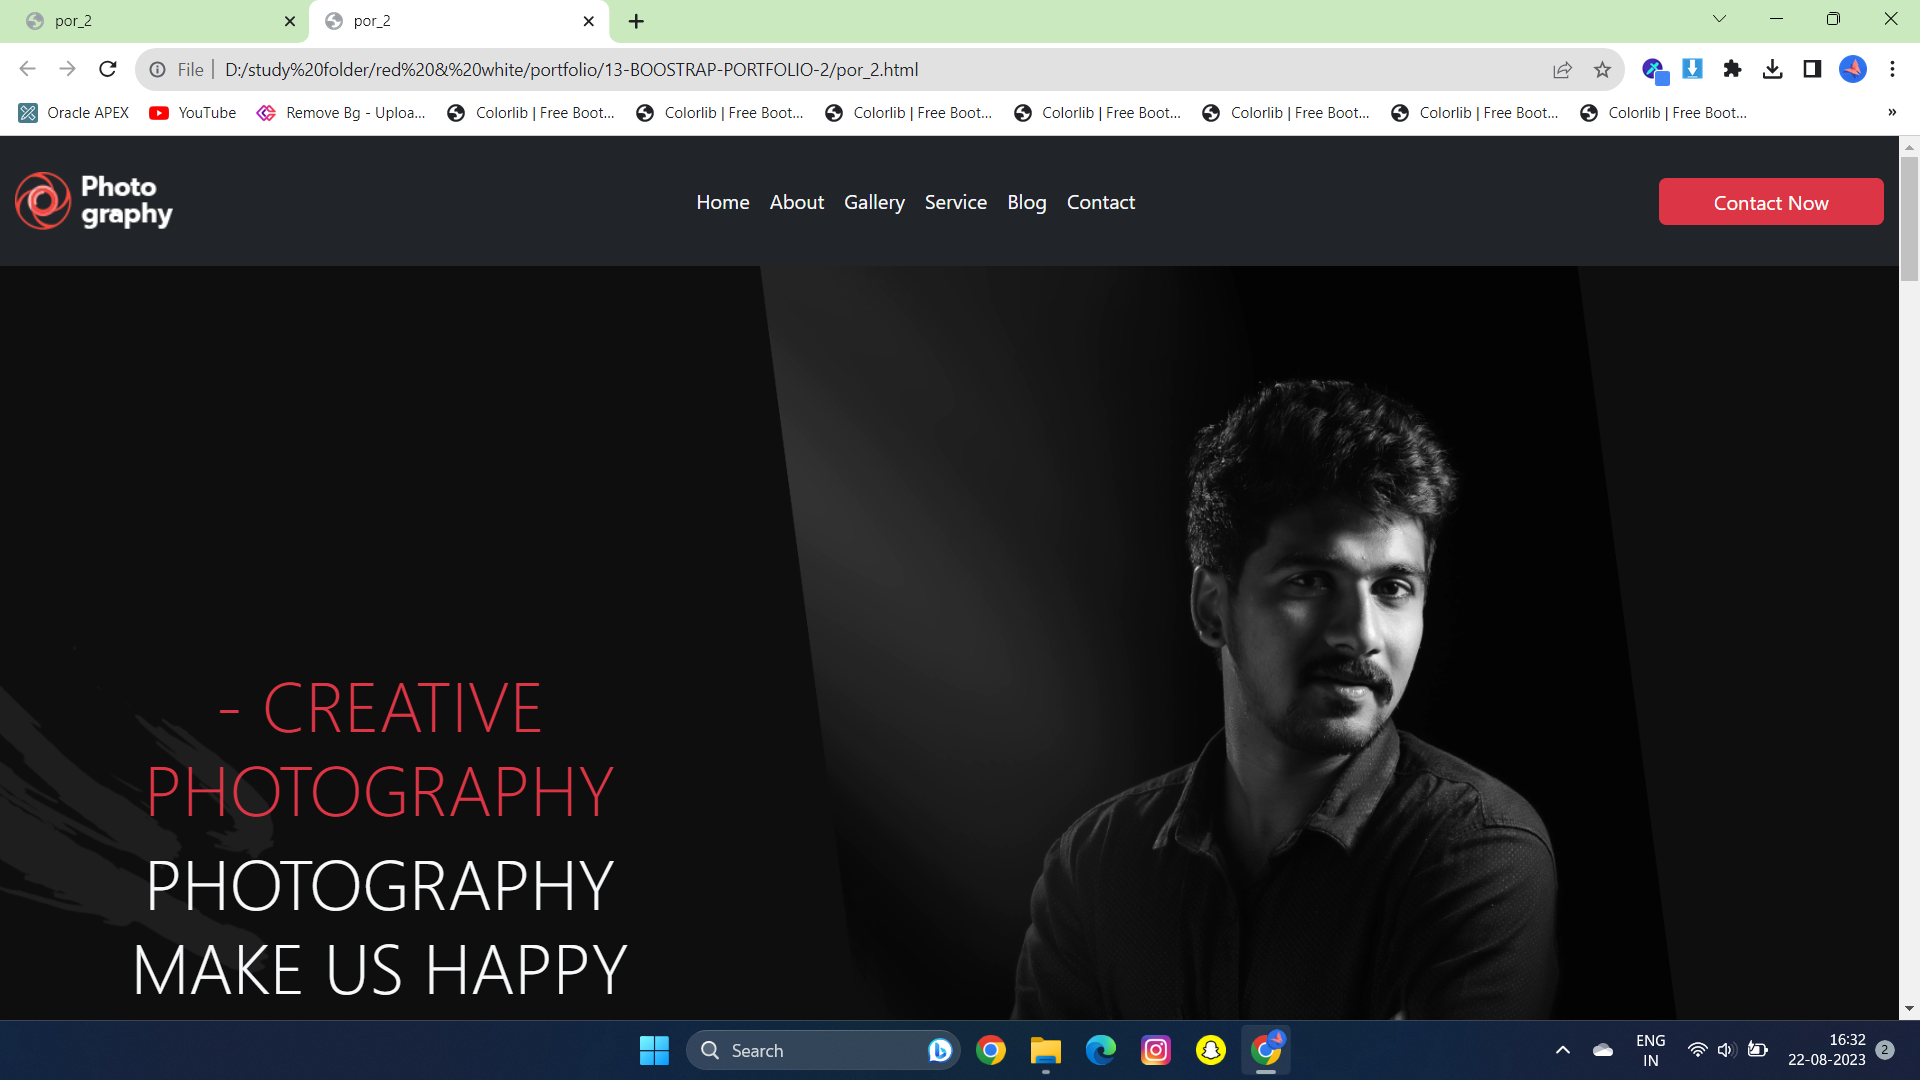 por_2
por_2
File | D:/study%20folder/red%20&%20white/portfolio/13-BOOSTRAP-PORTFOLIO-2/por_2.html
Oracle APEX YouTube Remove Bg - Uploa... Colorlib | Free Boot... Colorlib | Free Boot... Colorlib | Free Boot... Colorlib | Free Boot... Colorlib | Free Boot... Colorlib | Free Boot... Colorlib | Free Boot... »
Photo
graphy
Home About Gallery Service Blog Contact
Contact Now
- CREATIVE
PHOTOGRAPHY
PHOTOGRAPHY
MAKE US HAPPY
Search
ENG
IN
16:32
22-08-2023
2